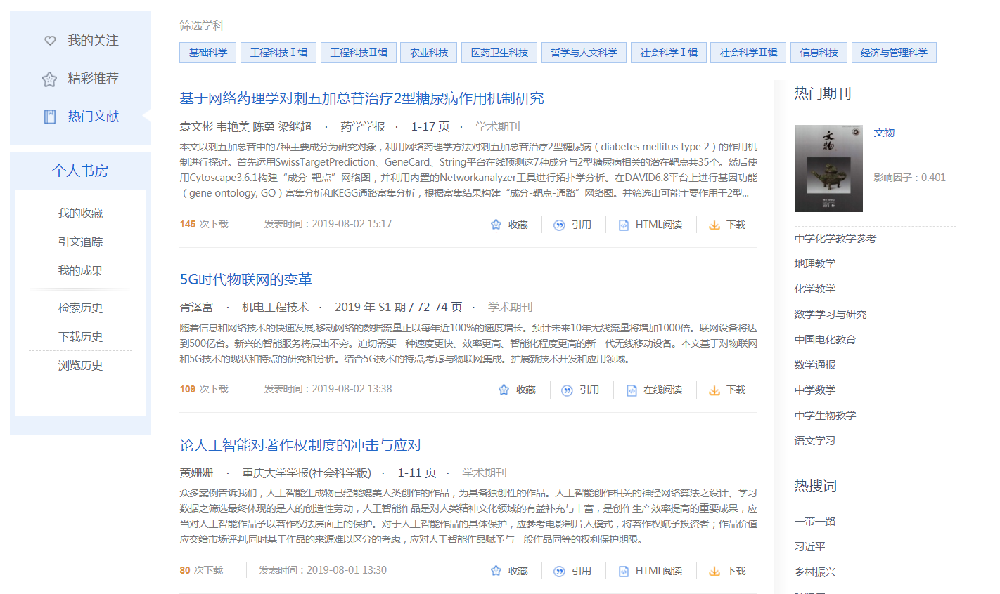 我的关注
精彩推荐
热门文献
个人书房
我的收藏
引文追踪
我的成果
检索历史
下载历史
浏览历史
筛选学科
基础科学 工程科技Ⅰ辑 工程科技Ⅱ辑 农业科技 医药卫生科技 哲学与人文科学 社会科学Ⅰ辑 社会科学Ⅱ辑 信息科技 经济与管理科学
基于网络药理学对刺五加总苷治疗2型糖尿病作用机制研究
袁文彬 韦艳美 陈勇 梁继超 · 药学学报 · 1-17 页 · 学术期刊
本文以刺五加总苷中的7种主要成分为研究对象，利用网络药理学方法对刺五加总苷治疗2型糖尿病（diabetes mellitus type 2）的作用机
制进行探讨。首先运用SwissTargetPrediction、GeneCard、String平台在线预测这7种成分与2型糖尿病相关的潜在靶点共35个。然后使
用Cytoscape3.6.1构建“成分-靶点”网络图，并利用内置的Networkanalyzer工具进行拓扑学分析。在DAVID6.8平台上进行基因功能
（gene ontology, GO）富集分析和KEGG通路富集分析，根据富集结果构建“成分-靶点-通路”网络图。并筛选出可能主要作用于2型...
145 次下载 发表时间：2019-08-02 15:17 收藏 引用 HTML阅读 下载
5G时代物联网的变革
胥泽富 · 机电工程技术 · 2019 年 S1 期 / 72-74 页 · 学术期刊
随着信息和网络技术的快速发展,移动网络的数据流量正以每年近100%的速度增长。预计未来10年无线流量将增加1000倍。联网设备将达
到500亿台。新兴的智能服务将层出不穷。迫切需要一种速度更快、效率更高、智能化程度更高的新一代无线移动设备。本文基于对物联网
和5G技术的现状和特点的研究和分析。结合5G技术的特点,考虑与物联网集成。扩展新技术开发和应用领域。
109 次下载 发表时间：2019-08-02 13:38 收藏 引用 在线阅读 下载
论人工智能对著作权制度的冲击与应对
黄姗姗 · 重庆大学学报(社会科学版) · 1-11 页 · 学术期刊
众多案例告诉我们，人工智能生成物已经能媲美人类创作的作品，为具备独创性的作品。人工智能创作相关的神经网络算法之设计、学习
数据之筛选最终体现的是人的创造性劳动，人工智能作品是对人类精神文化领域的有益补充与丰富，是创作生产效率提高的重要成果，应
当对人工智能作品予以著作权法层面上的保护。对于人工智能作品的具体保护，应参考电影制片人模式，将著作权赋予投资者；作品价值
应交给市场评判,同时基于作品的来源难以区分的考虑，应对人工智能作品赋予与一般作品同等的权利保护期限。
80 次下载 发表时间：2019-08-01 13:30 收藏 引用 HTML阅读 下载
热门期刊
文物
文物
影响因子：0.401
中学化学教学参考
地理教学
化学教学
数学学习与研究
中国电化教育
数学通报
中学数学
中学生物教学
语文学习
热搜词
一带一路
习近平
乡村振兴